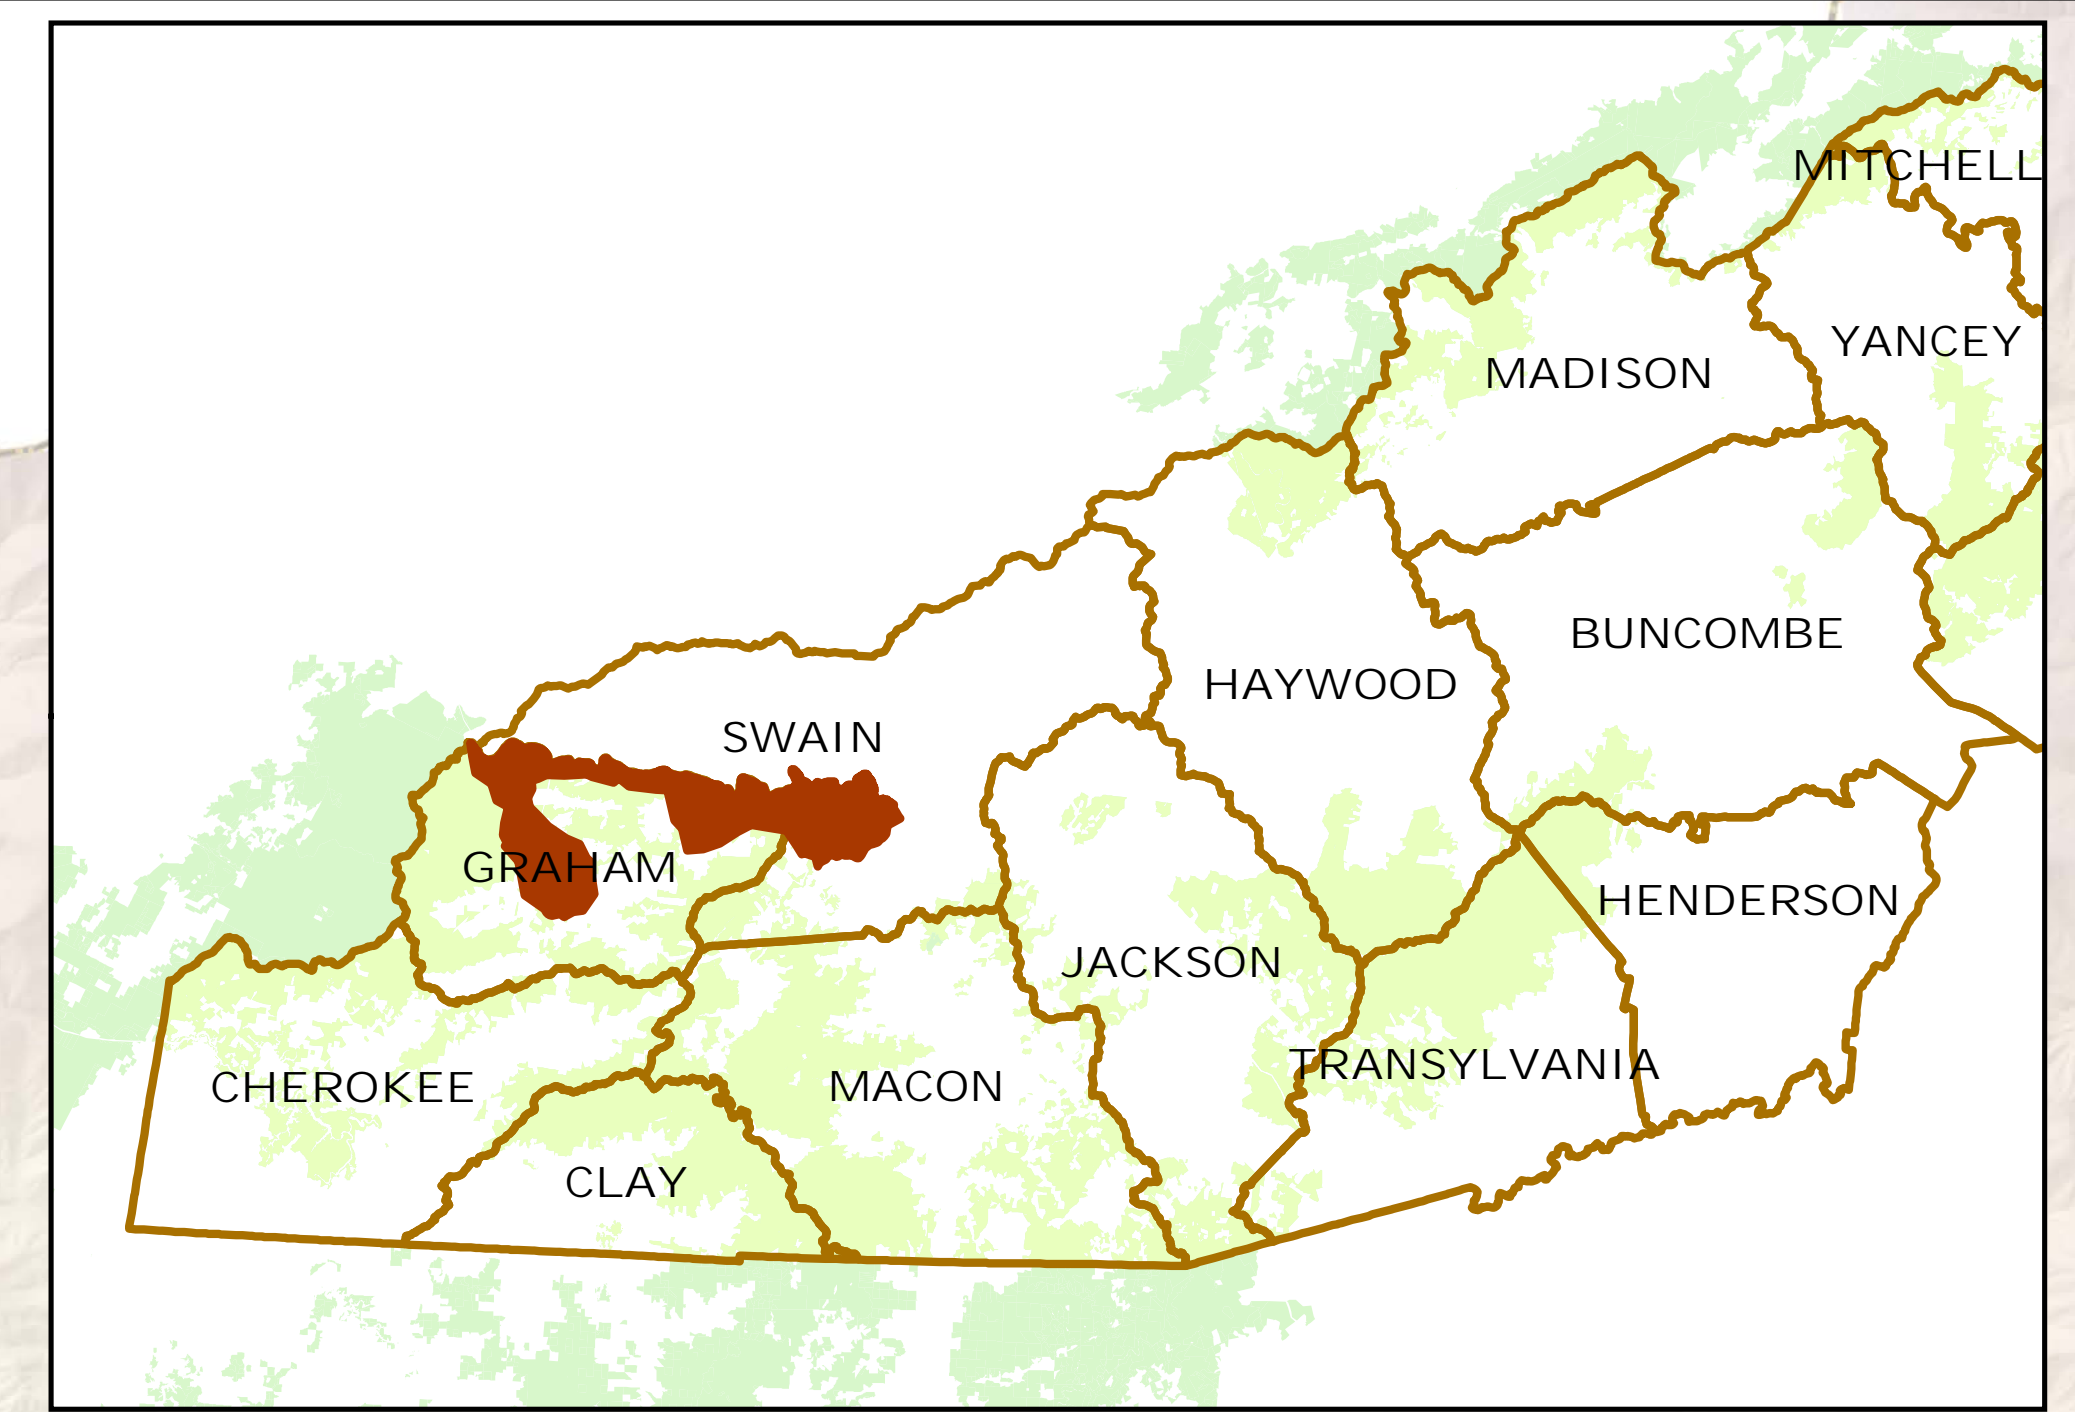 MITCHELL
YANCEY
MADISON
BUNCOMBE
HAYWOOD
SWAIN
GRAHAM
HENDERSON
JACKSON
TRANSYLVANIA
CHEROKEE
MACON
CLAY